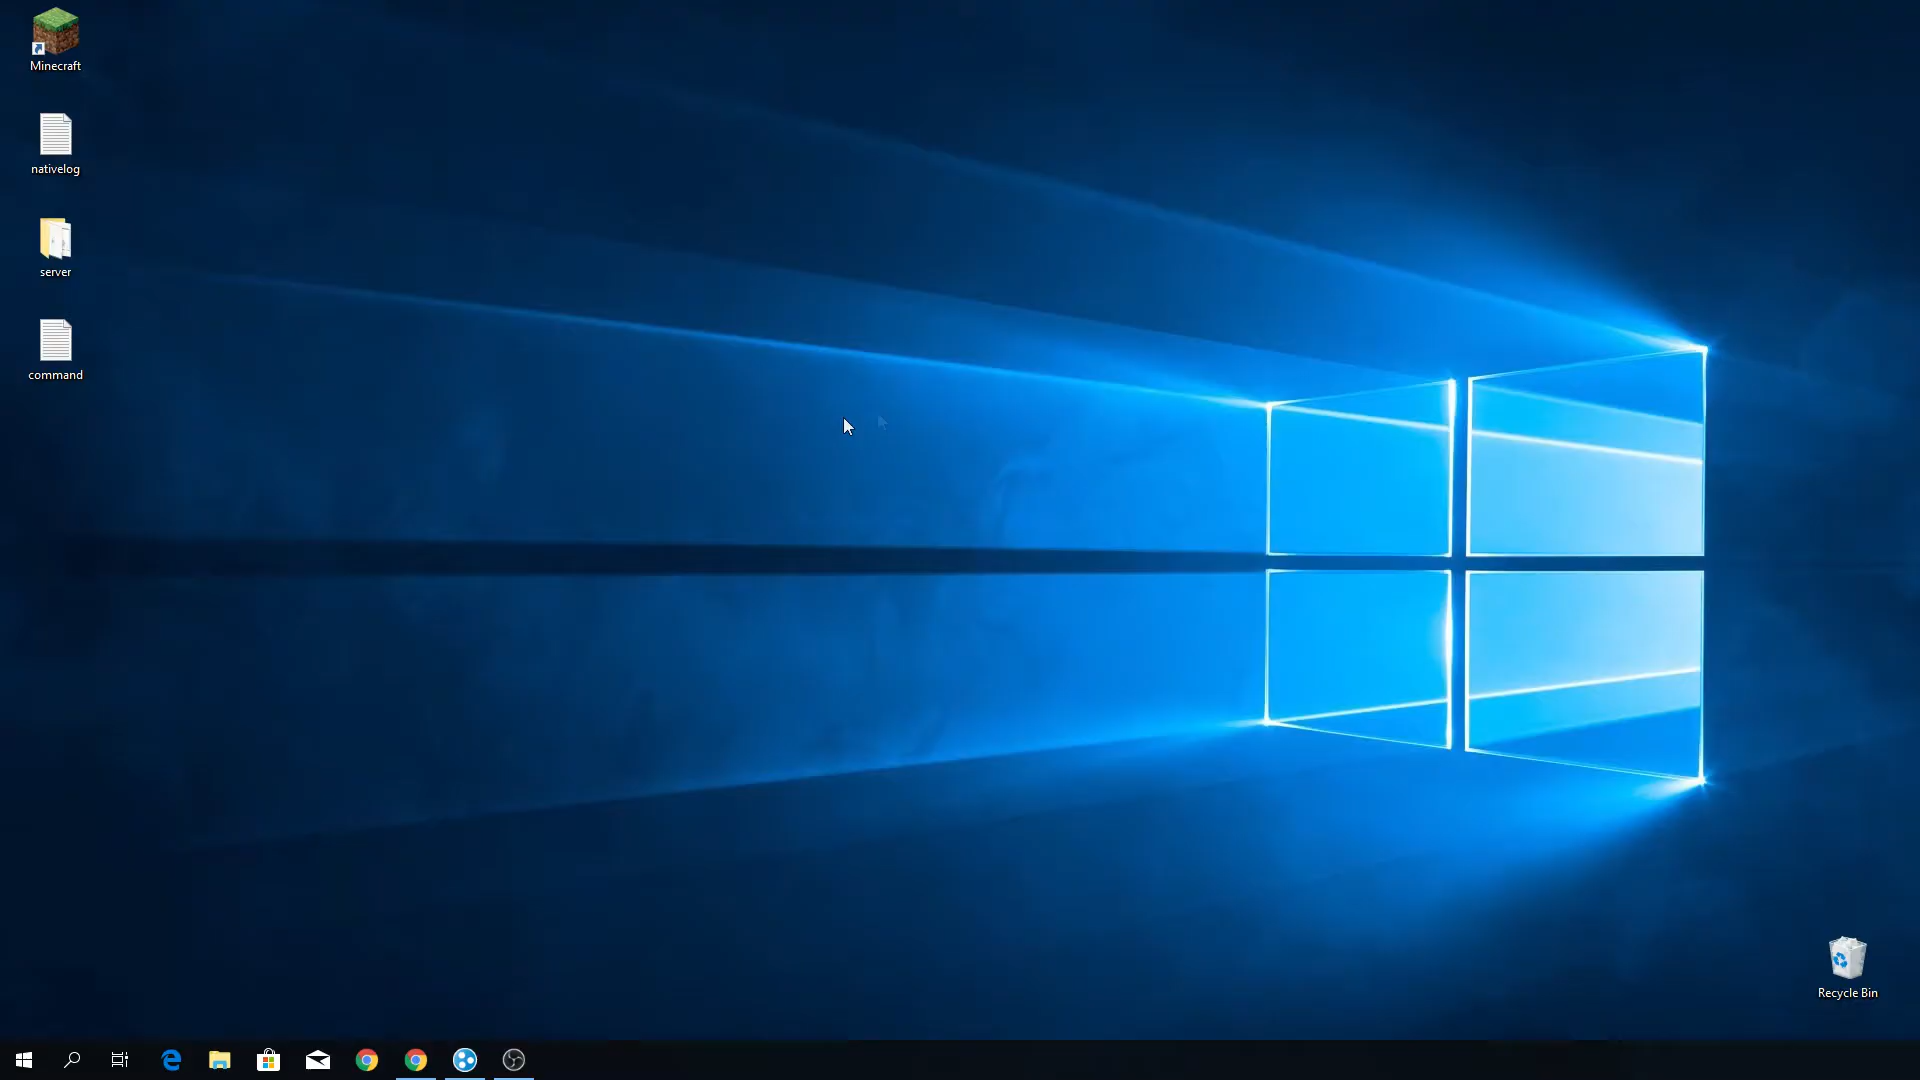 Minecraft
nativelog
server
command
Recycle Bin